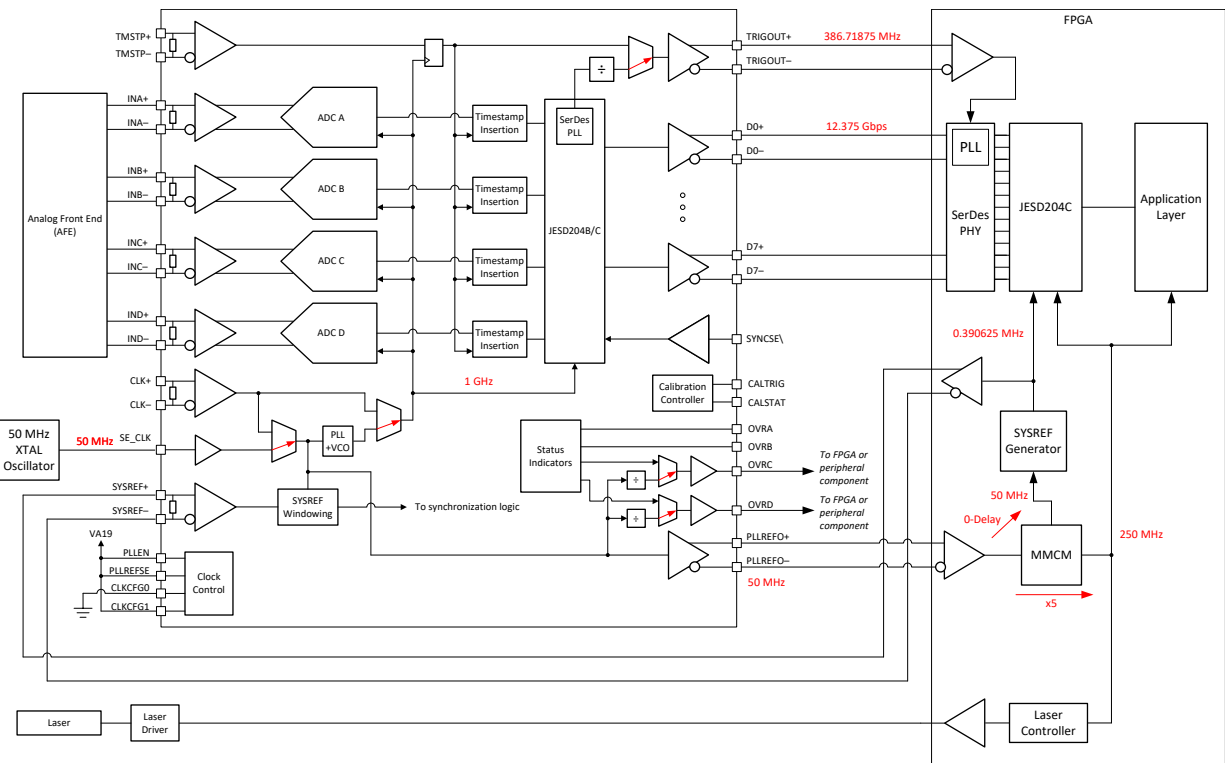 FPGA
TMSTP+
TMSTP–
TRIGOUT+
386.71875 MHz
TRIGOUT–
÷
INA+
INA–
ADC A
Timestamp
Insertion
SerDes
PLL
D0+
12.375 Gbps
D0–
PLL
INB+
INB–
ADC B
Timestamp
Insertion
Analog Front End
(AFE)
JESD204B/C
SerDes
PHY
JESD204C
Application
Layer
INC+
INC–
ADC C
Timestamp
Insertion
D7+
D7–
IND+
IND–
ADC D
Timestamp
Insertion
SYNCSE\
0.390625 MHz
CLK+
CLK–
1 GHz
Calibration
Controller
CALTRIG
CALSTAT
50 MHz
XTAL
Oscillator
50 MHz
SE_CLK
PLL
+VCO
Status
Indicators
OVRA
OVRB
OVRC
OVRD
÷
÷
To FPGA or
peripheral
component
To FPGA or
peripheral
component
SYSREF
Generator
SYSREF+
SYSREF–
SYSREF
Windowing
To synchronization logic
50 MHz
0-Delay
VA19
PLLEN
PLLREFSE
CLKCFG0
CLKCFG1
Clock
Control
PLLREFO+
PLLREFO–
50 MHz
MMCM
250 MHz
x5
Laser
Laser
Driver
Laser
Controller